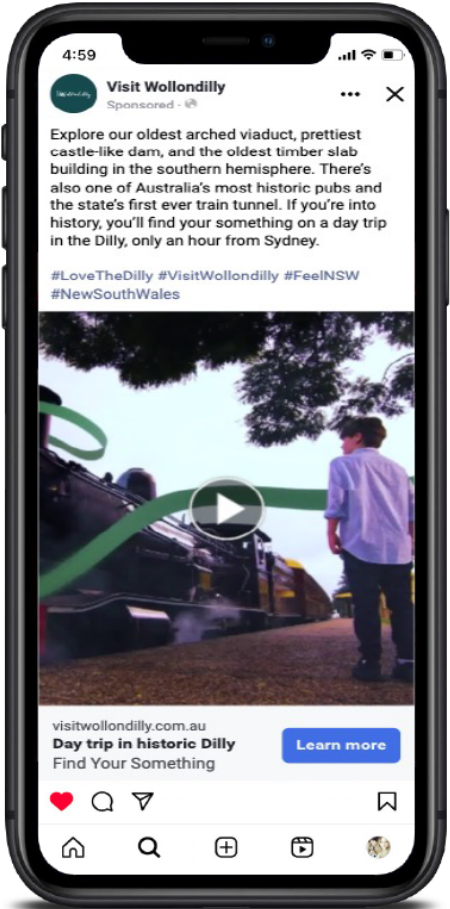 4:59
Visit Wollondilly
Sponsored ·
Explore our oldest arched viaduct, prettiest
castle-like dam, and the oldest timber slab
building in the southern hemisphere. There's
also one of Australia's most historic pubs and
the state's first ever train tunnel. If you're into
history, you'll find your something on a day trip
in the Dilly, only an hour from Sydney.
#LoveTheDilly #VisitWollondilly #FeelNSW
#NewSouthWales
visitwollondilly.com.au
Day trip in historic Dilly
Find Your Something
Learn more